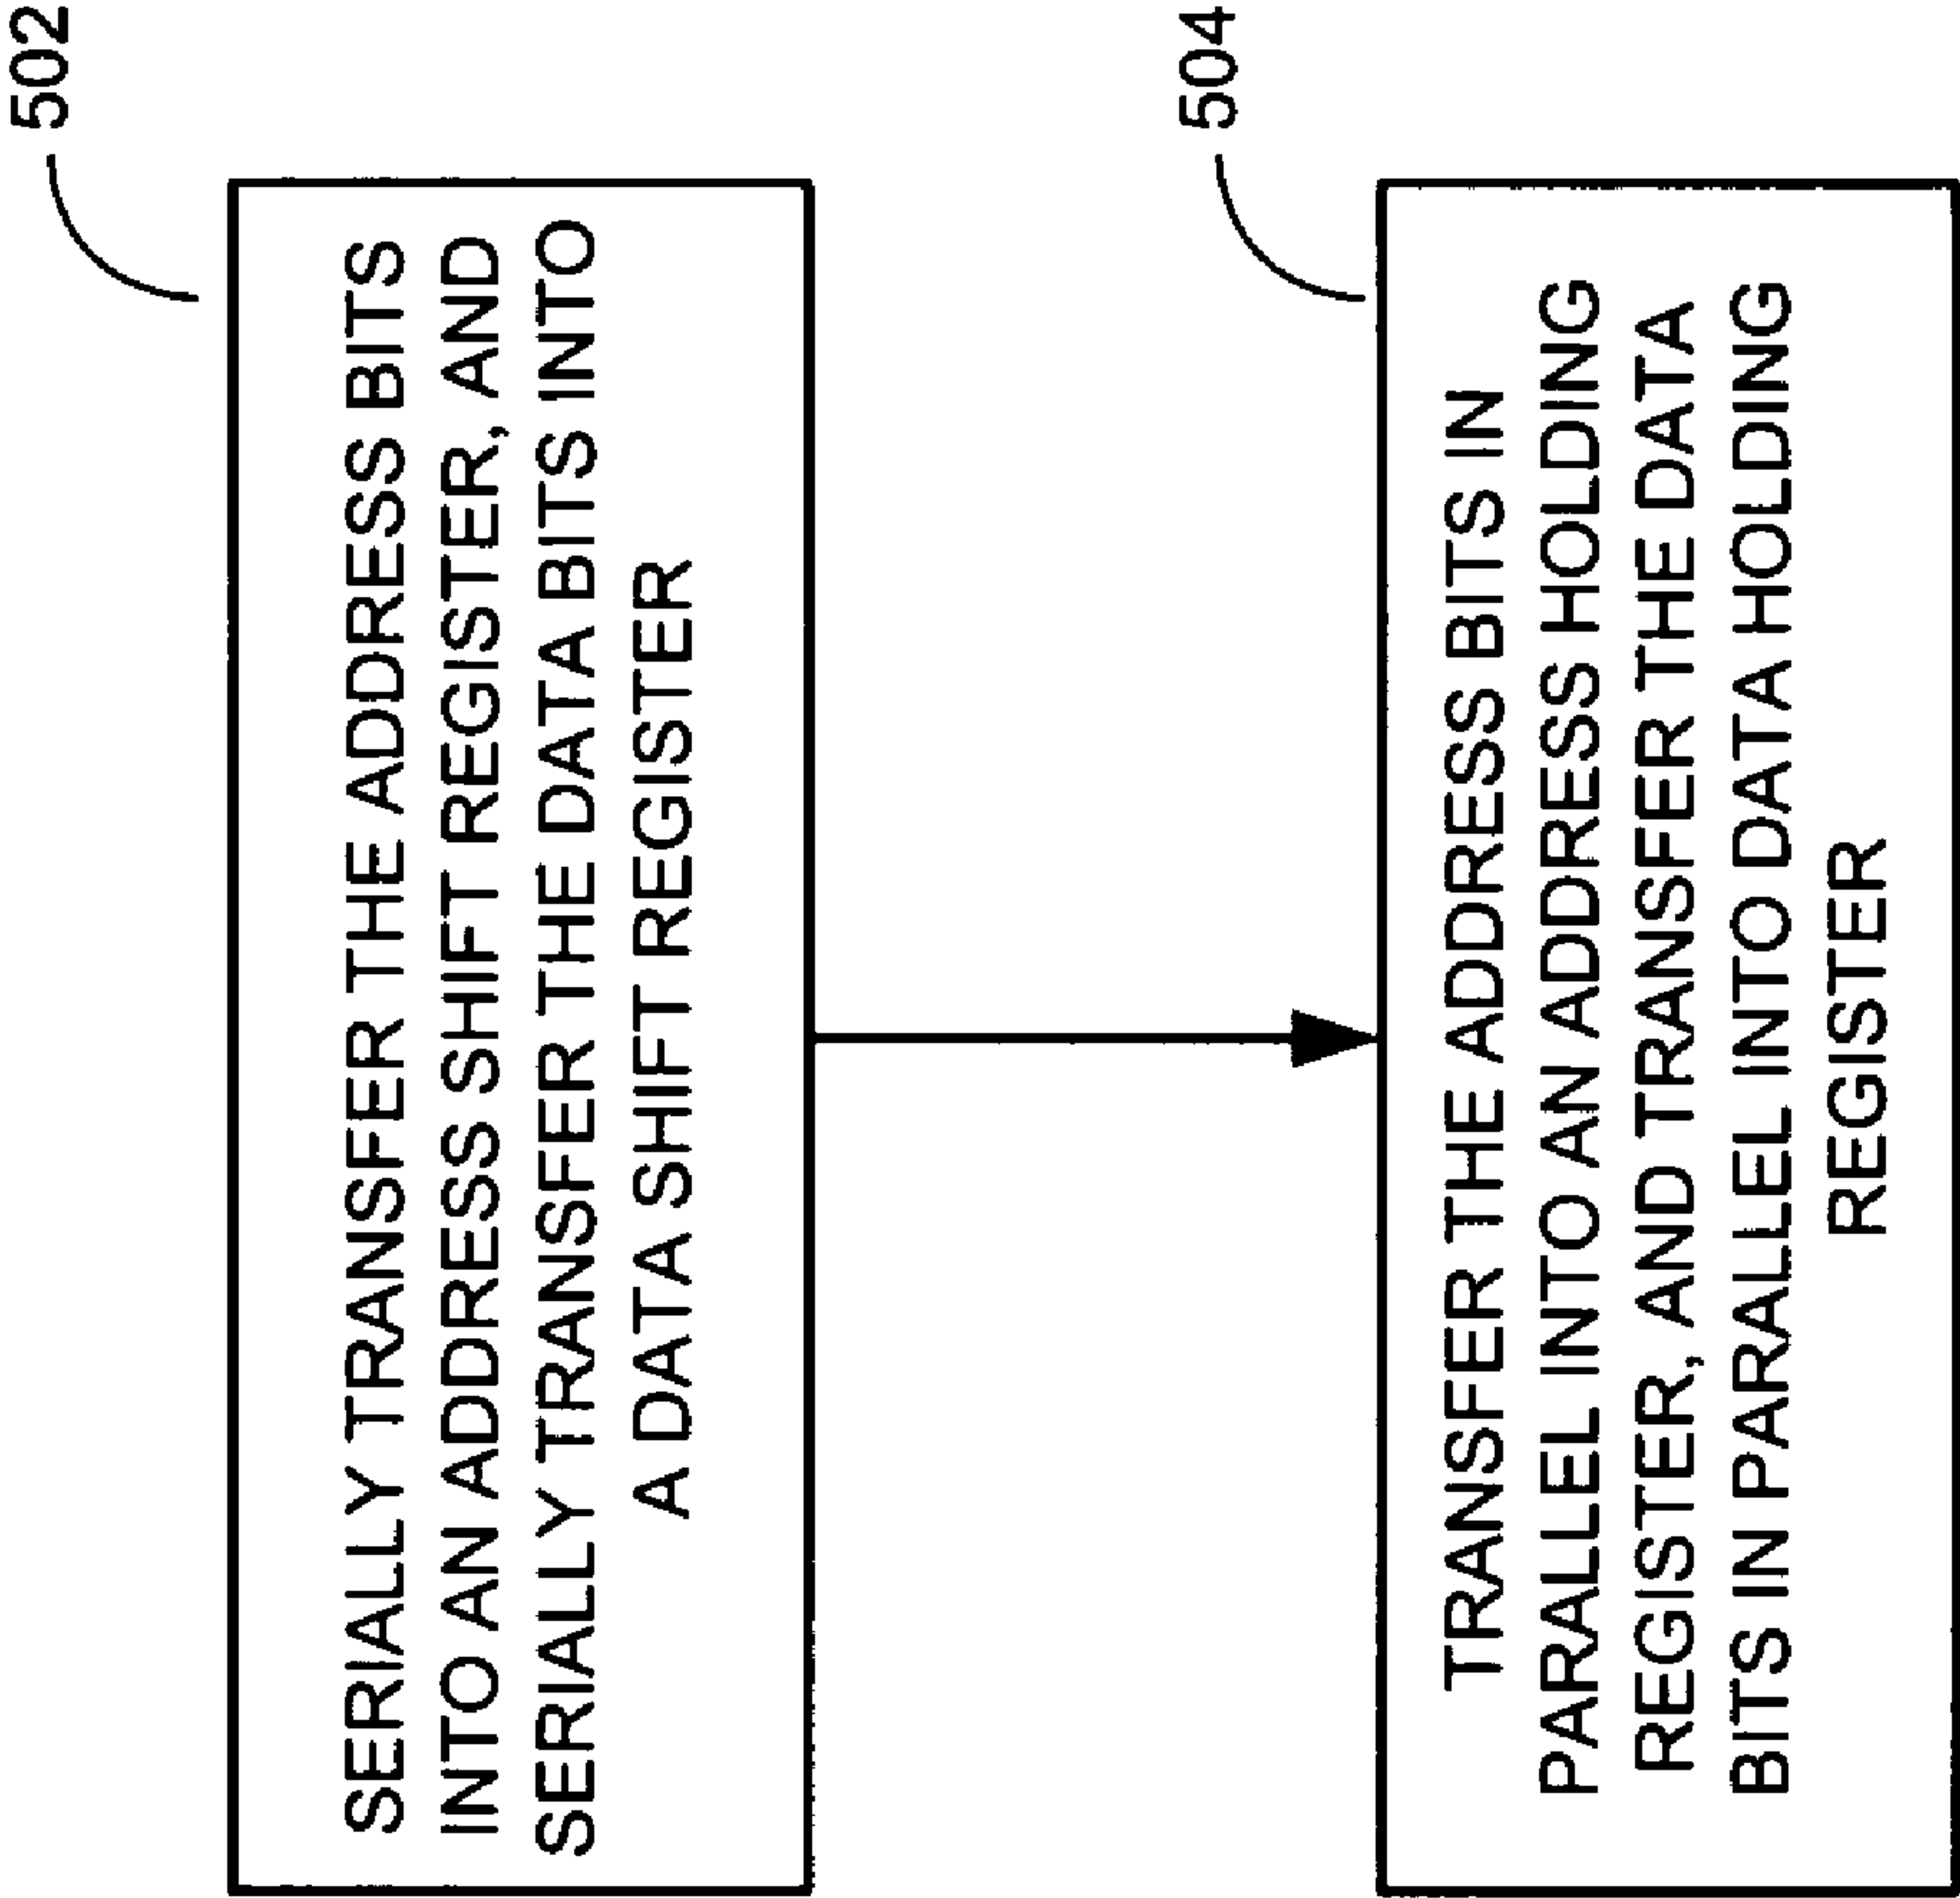 502
SERIALLY TRANSFER THE ADDRESS BITS
INTO AN ADDRESS SHIFT REGISTER, AND
SERIALLY TRANSFER THE DATA BITS INTO
A DATA SHIFT REGISTER
504
TRANSFER THE ADDRESS BITS IN
PARALLEL INTO AN ADDRESS HOLDING
REGISTER, AND TRANSFER THE DATA
BITS IN PARALLEL INTO DATA HOLDING
REGISTER